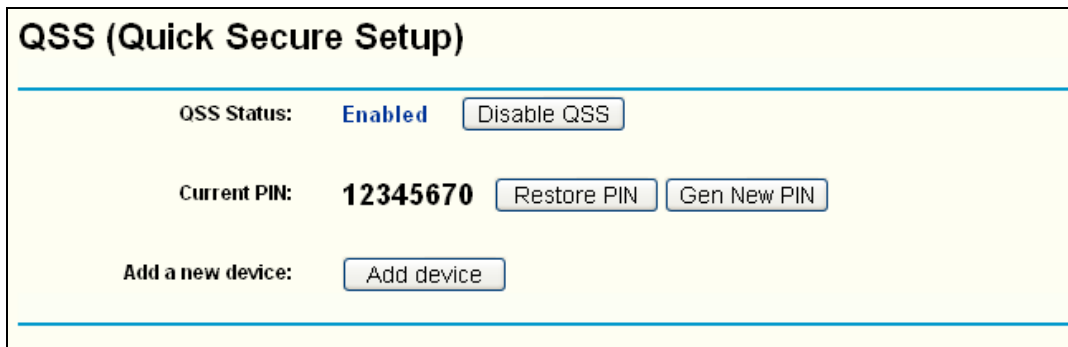 QSS (Quick Secure Setup)
QSS Status: Enabled Disable QSS
Current PIN: 12345670 Restore PIN Gen New PIN
Add a new device: Add device